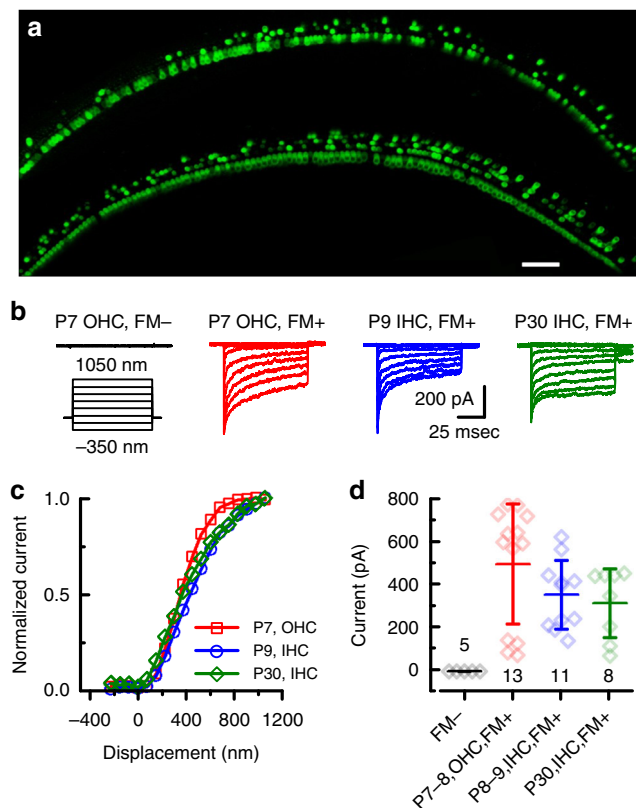 a
b
P7 OHC, FM–
P7 OHC, FM+
P9 IHC, FM+
P30 IHC, FM+
1050 nm
–350 nm
200 pA
25 msec
c
d
Normalized current
1.0
0.5
0.0
–400
0
400
800
1200
Displacement (nm)
P7, OHC
P9, IHC
P30, IHC
Current (pA)
800
600
400
200
0
5
13
11
8
FM–
P7–8,OHC,FM+
P8–9,IHC,FM+
P30,IHC,FM+